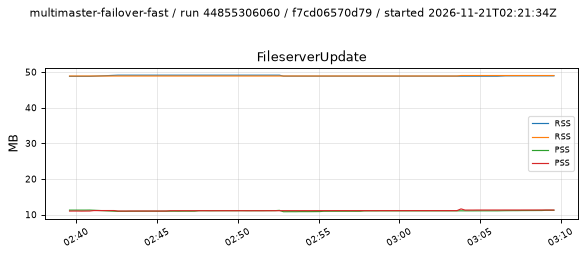 multimaster-failover-fast / run 44855306060 / f7cd06570d79 / started 2026-11-21T02:21:34Z
FileserverUpdate
50
40
30
20
10
MB
RSS
RSS
PSS
PSS
02:40 02:45 02:50 02:55 03:00 03:05 03:10